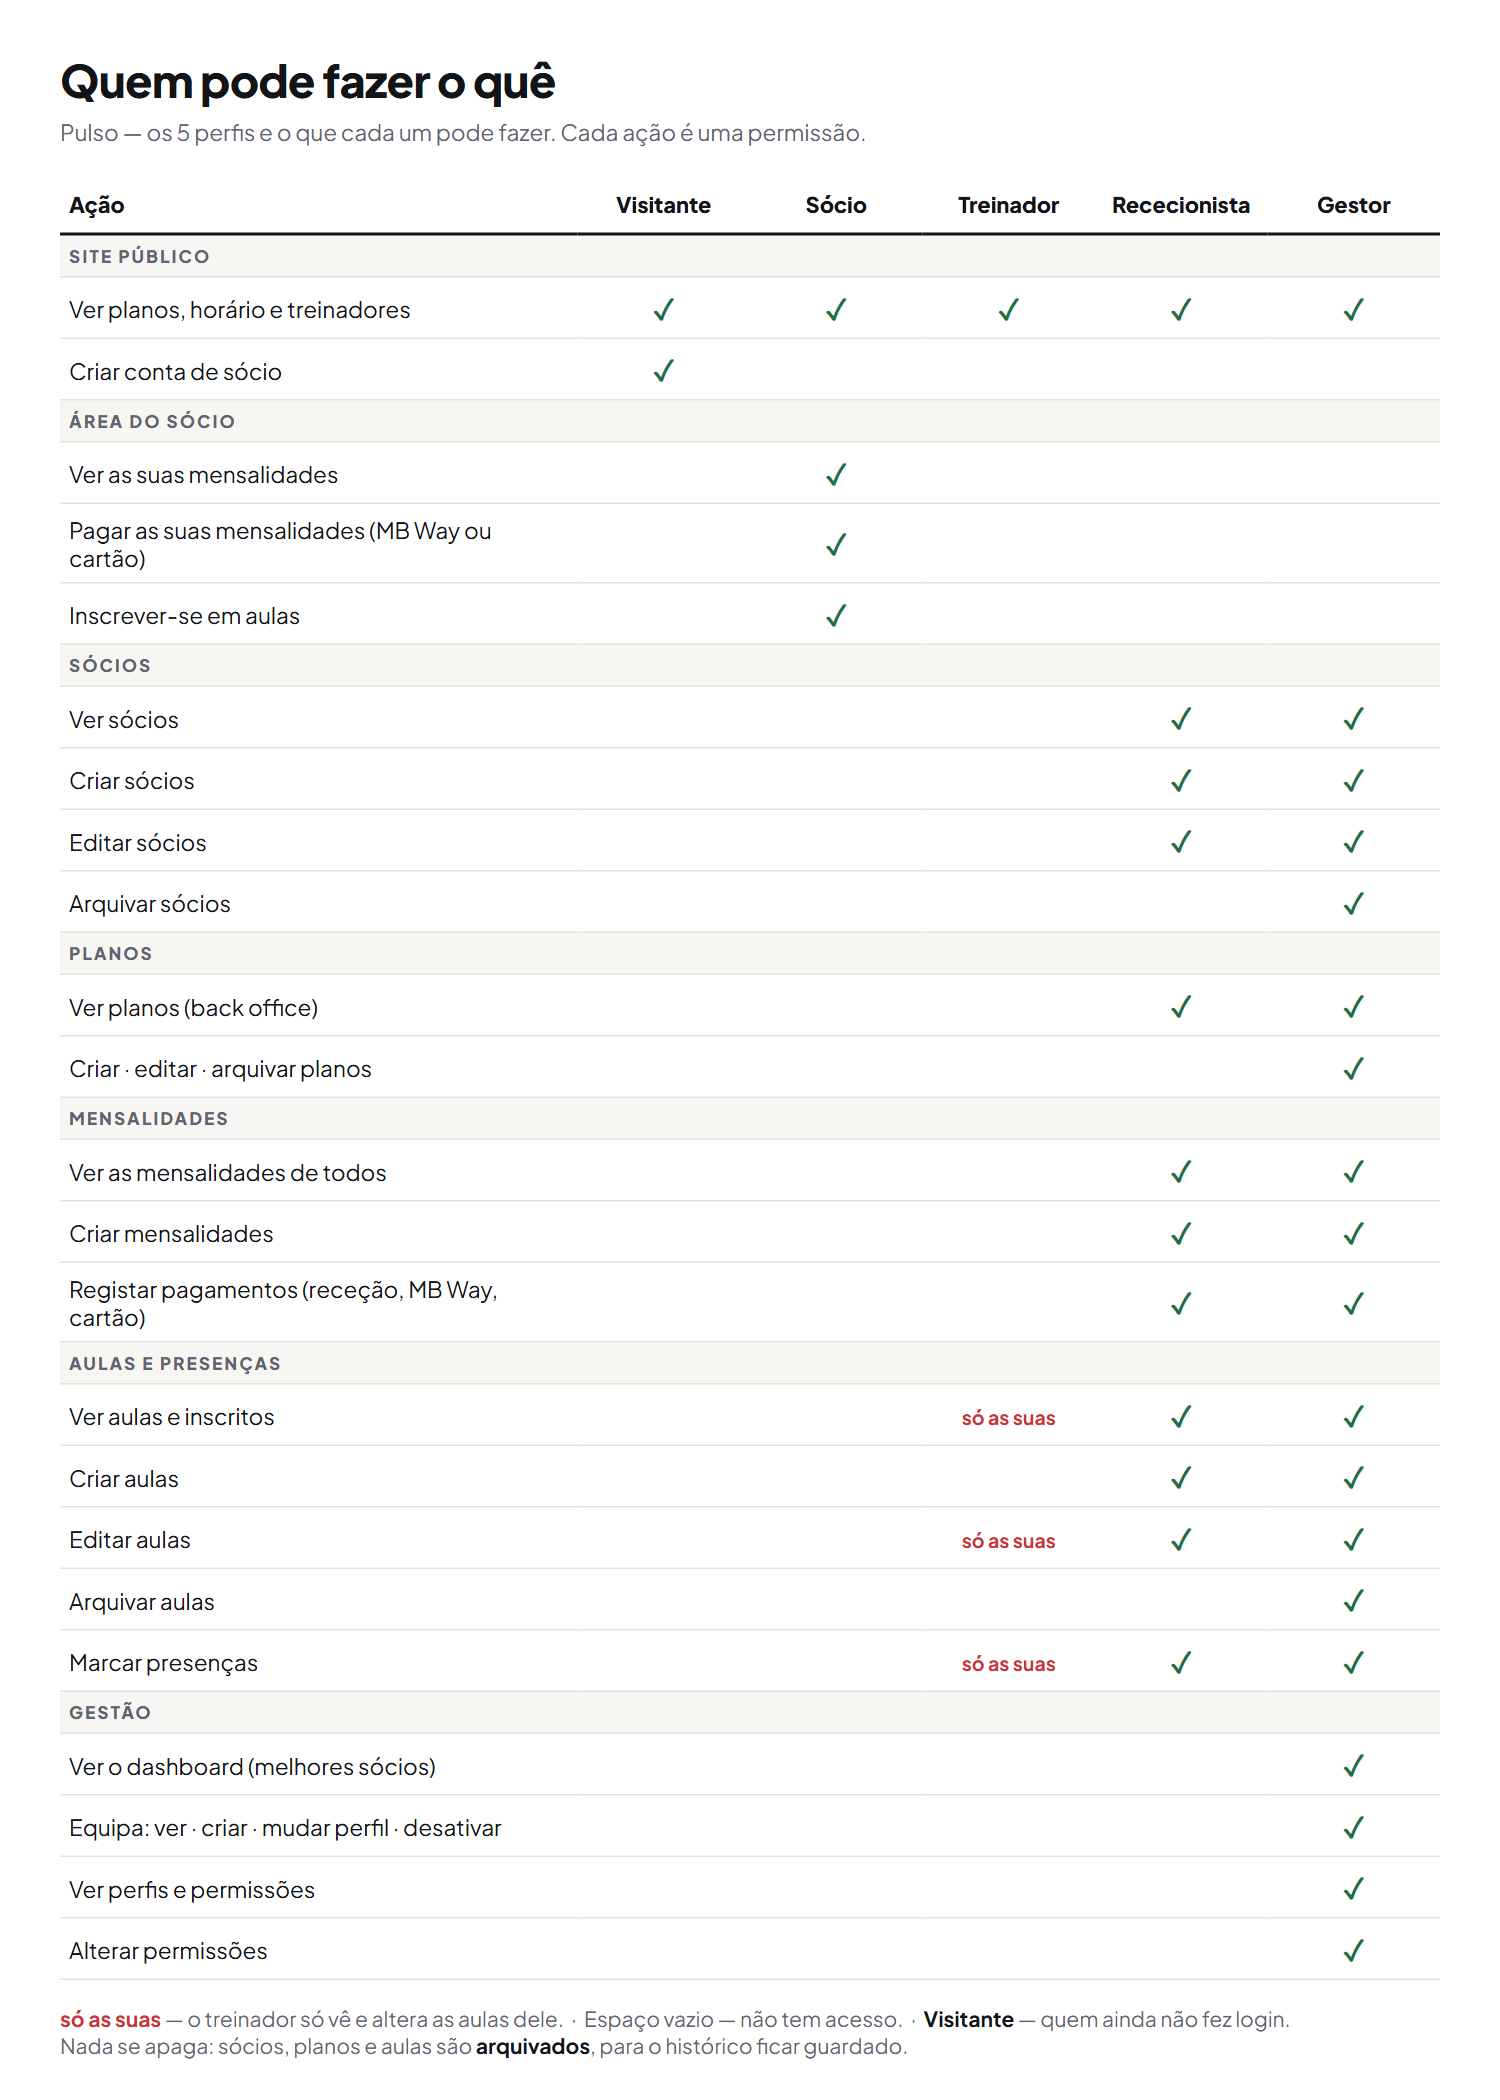 Quem pode fazer o quê
Pulso — os 5 perfis e o que cada um pode fazer. Cada ação é uma permissão.
Ação Visitante Sócio Treinador Rececionista Gestor
SITE PÚBLICO
Ver planos, horário e treinadores ✓ ✓ ✓ ✓ ✓
Criar conta de sócio ✓
ÁREA DO SÓCIO
Ver as suas mensalidades ✓
Pagar as suas mensalidades (MB Way ou
cartão) ✓
Inscrever-se em aulas ✓
SÓCIOS
Ver sócios ✓ ✓
Criar sócios ✓ ✓
Editar sócios ✓ ✓
Arquivar sócios ✓
PLANOS
Ver planos (back office) ✓ ✓
Criar · editar · arquivar planos ✓
MENSALIDADES
Ver as mensalidades de todos ✓ ✓
Criar mensalidades ✓ ✓
Registar pagamentos (receção, MB Way,
cartão) ✓ ✓
AULAS E PRESENÇAS
Ver aulas e inscritos só as suas ✓ ✓
Criar aulas ✓ ✓
Editar aulas só as suas ✓ ✓
Arquivar aulas ✓
Marcar presenças só as suas ✓ ✓
GESTÃO
Ver o dashboard (melhores sócios) ✓
Equipa: ver · criar · mudar perfil · desativar ✓
Ver perfis e permissões ✓
Alterar permissões ✓
só as suas — o treinador só vê e altera as aulas dele. · Espaço vazio — não tem acesso. · Visitante — quem ainda não fez login.
Nada se apaga: sócios, planos e aulas são arquivados, para o histórico ficar guardado.